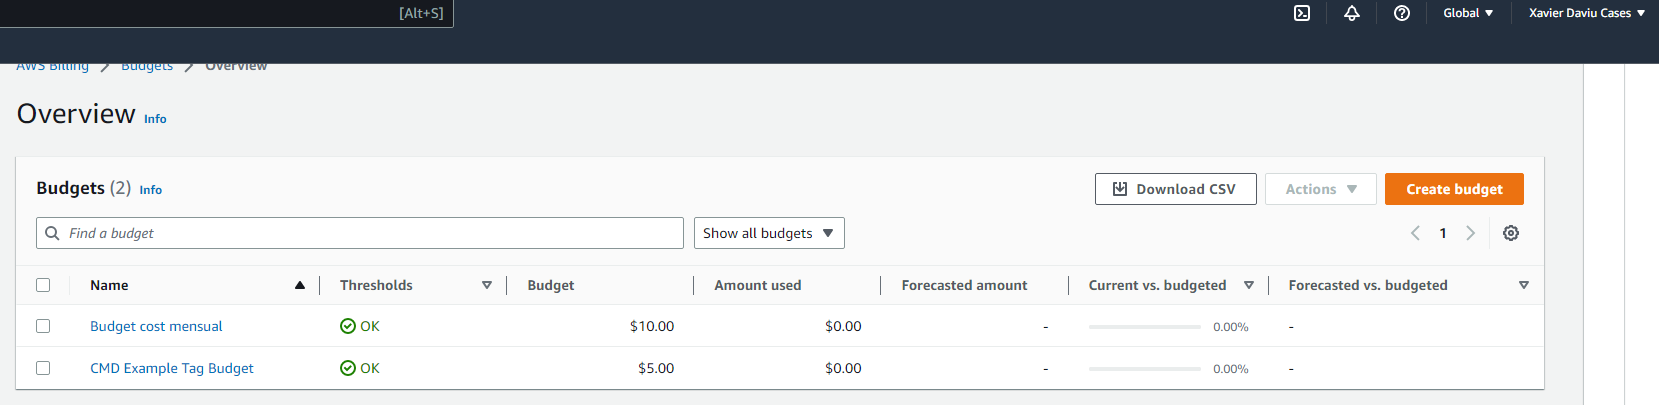 [Alt+S] Global Xavier Daviu Cases
AWS Billing Budgets Overview
Overview Info
Budgets (2) Info Download CSV Actions Create budget
Find a budget Show all budgets 1
Name Thresholds Budget Amount used Forecasted amount Current vs. budgeted Forecasted vs. budgeted
Budget cost mensual OK $10.00 $0.00 - 0.00% -
CMD Example Tag Budget OK $5.00 $0.00 - 0.00% -